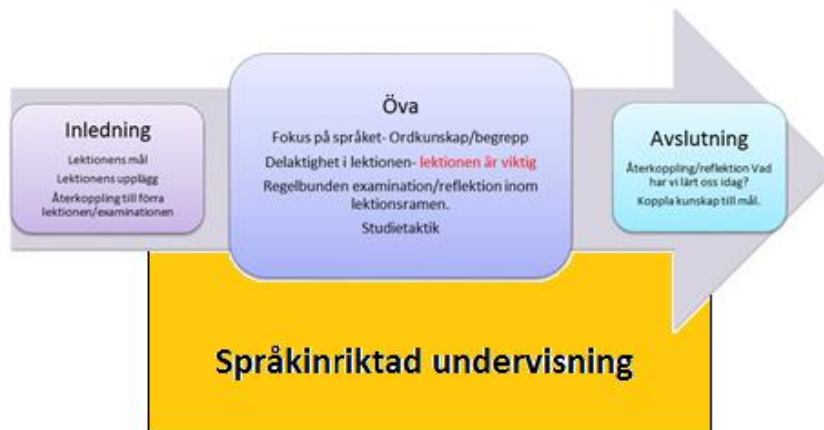 Inledning
Lektionens mål
Lektionens upplägg
Återkoppling till förra
lektionen/examinationen
Öva
Fokus på språket- Ordkunskap/begrepp
Delaktighet i lektionen- lektionen är viktig
Regelbunden examination/reflektion inom
lektionsramen.
Studietaktik
Avslutning
Återkoppling/reflektion Vad
har vi lärt oss idag?
Koppla kunskap till mål.
Språkinriktad undervisning